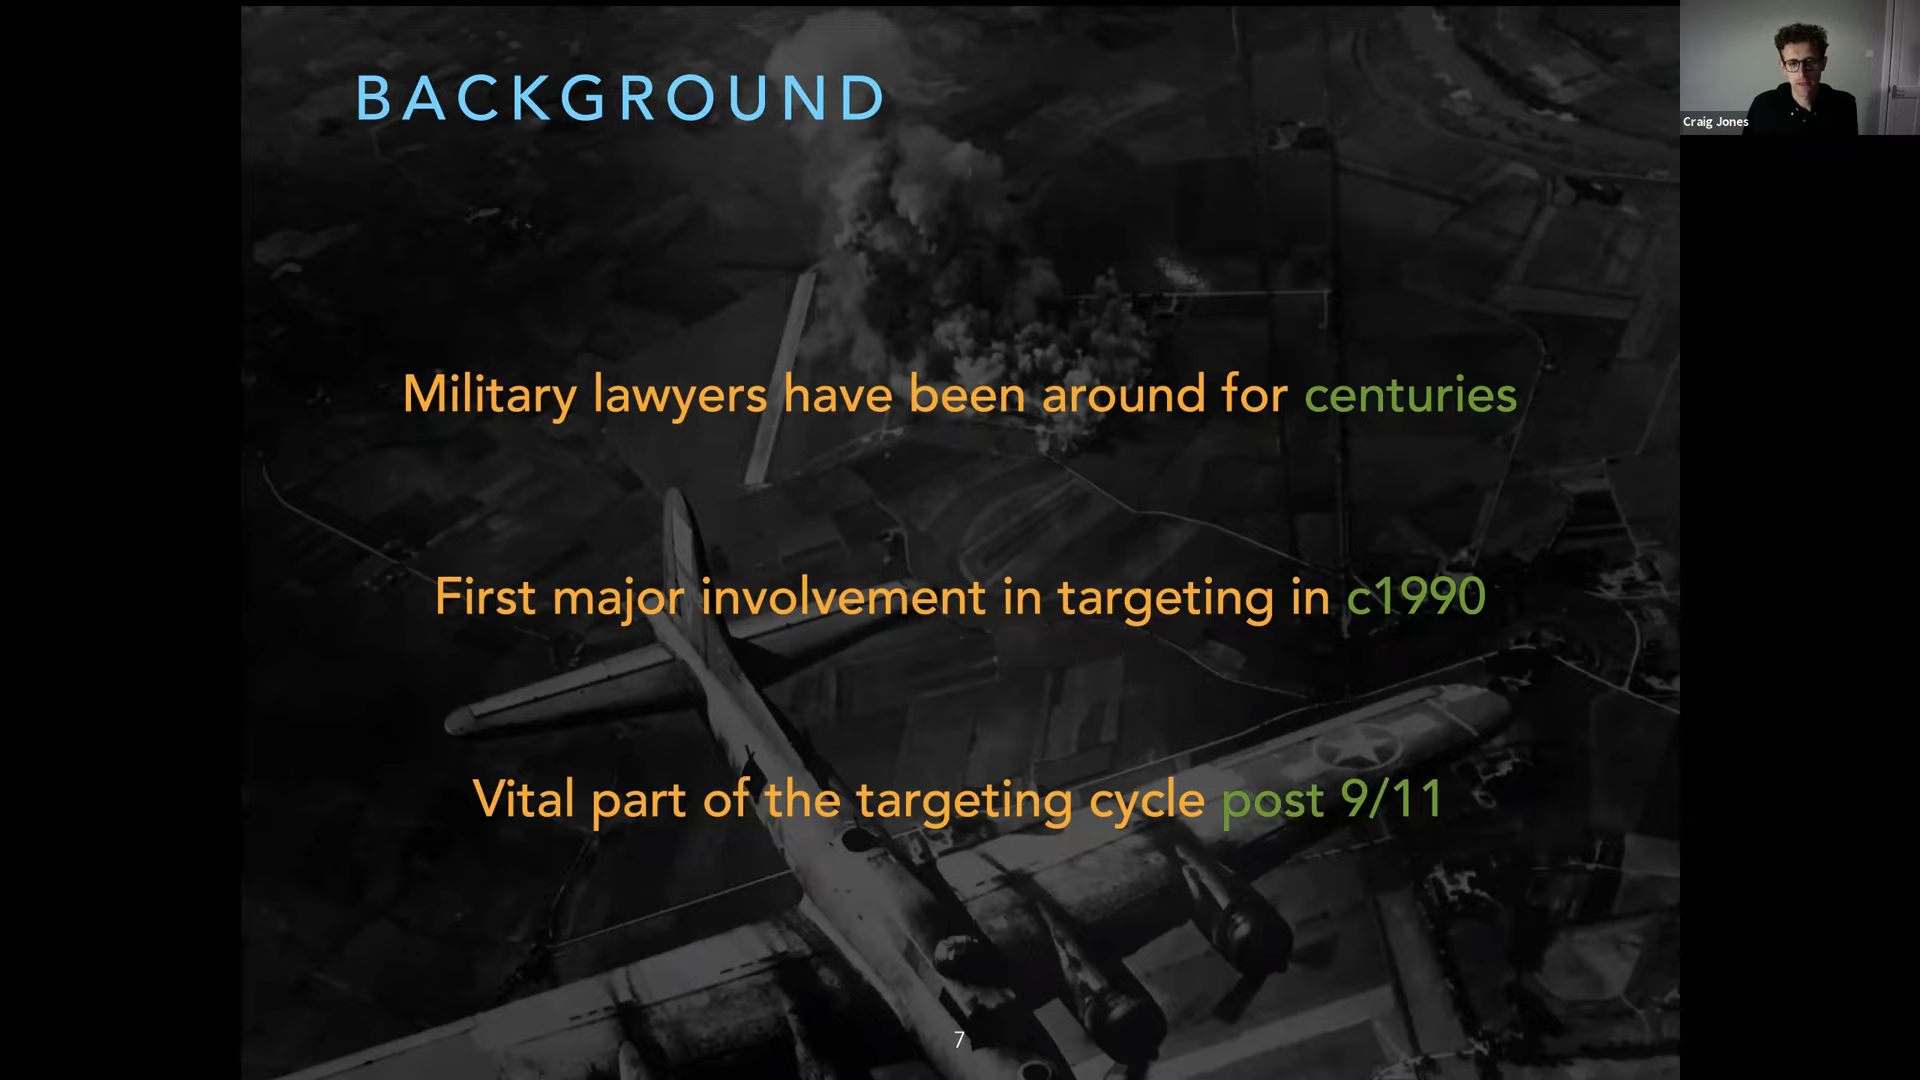 BACKGROUND
Craig Jones
Military lawyers have been around for centuries
First major involvement in targeting in c1990
Vital part of the targeting cycle post 9/11
7